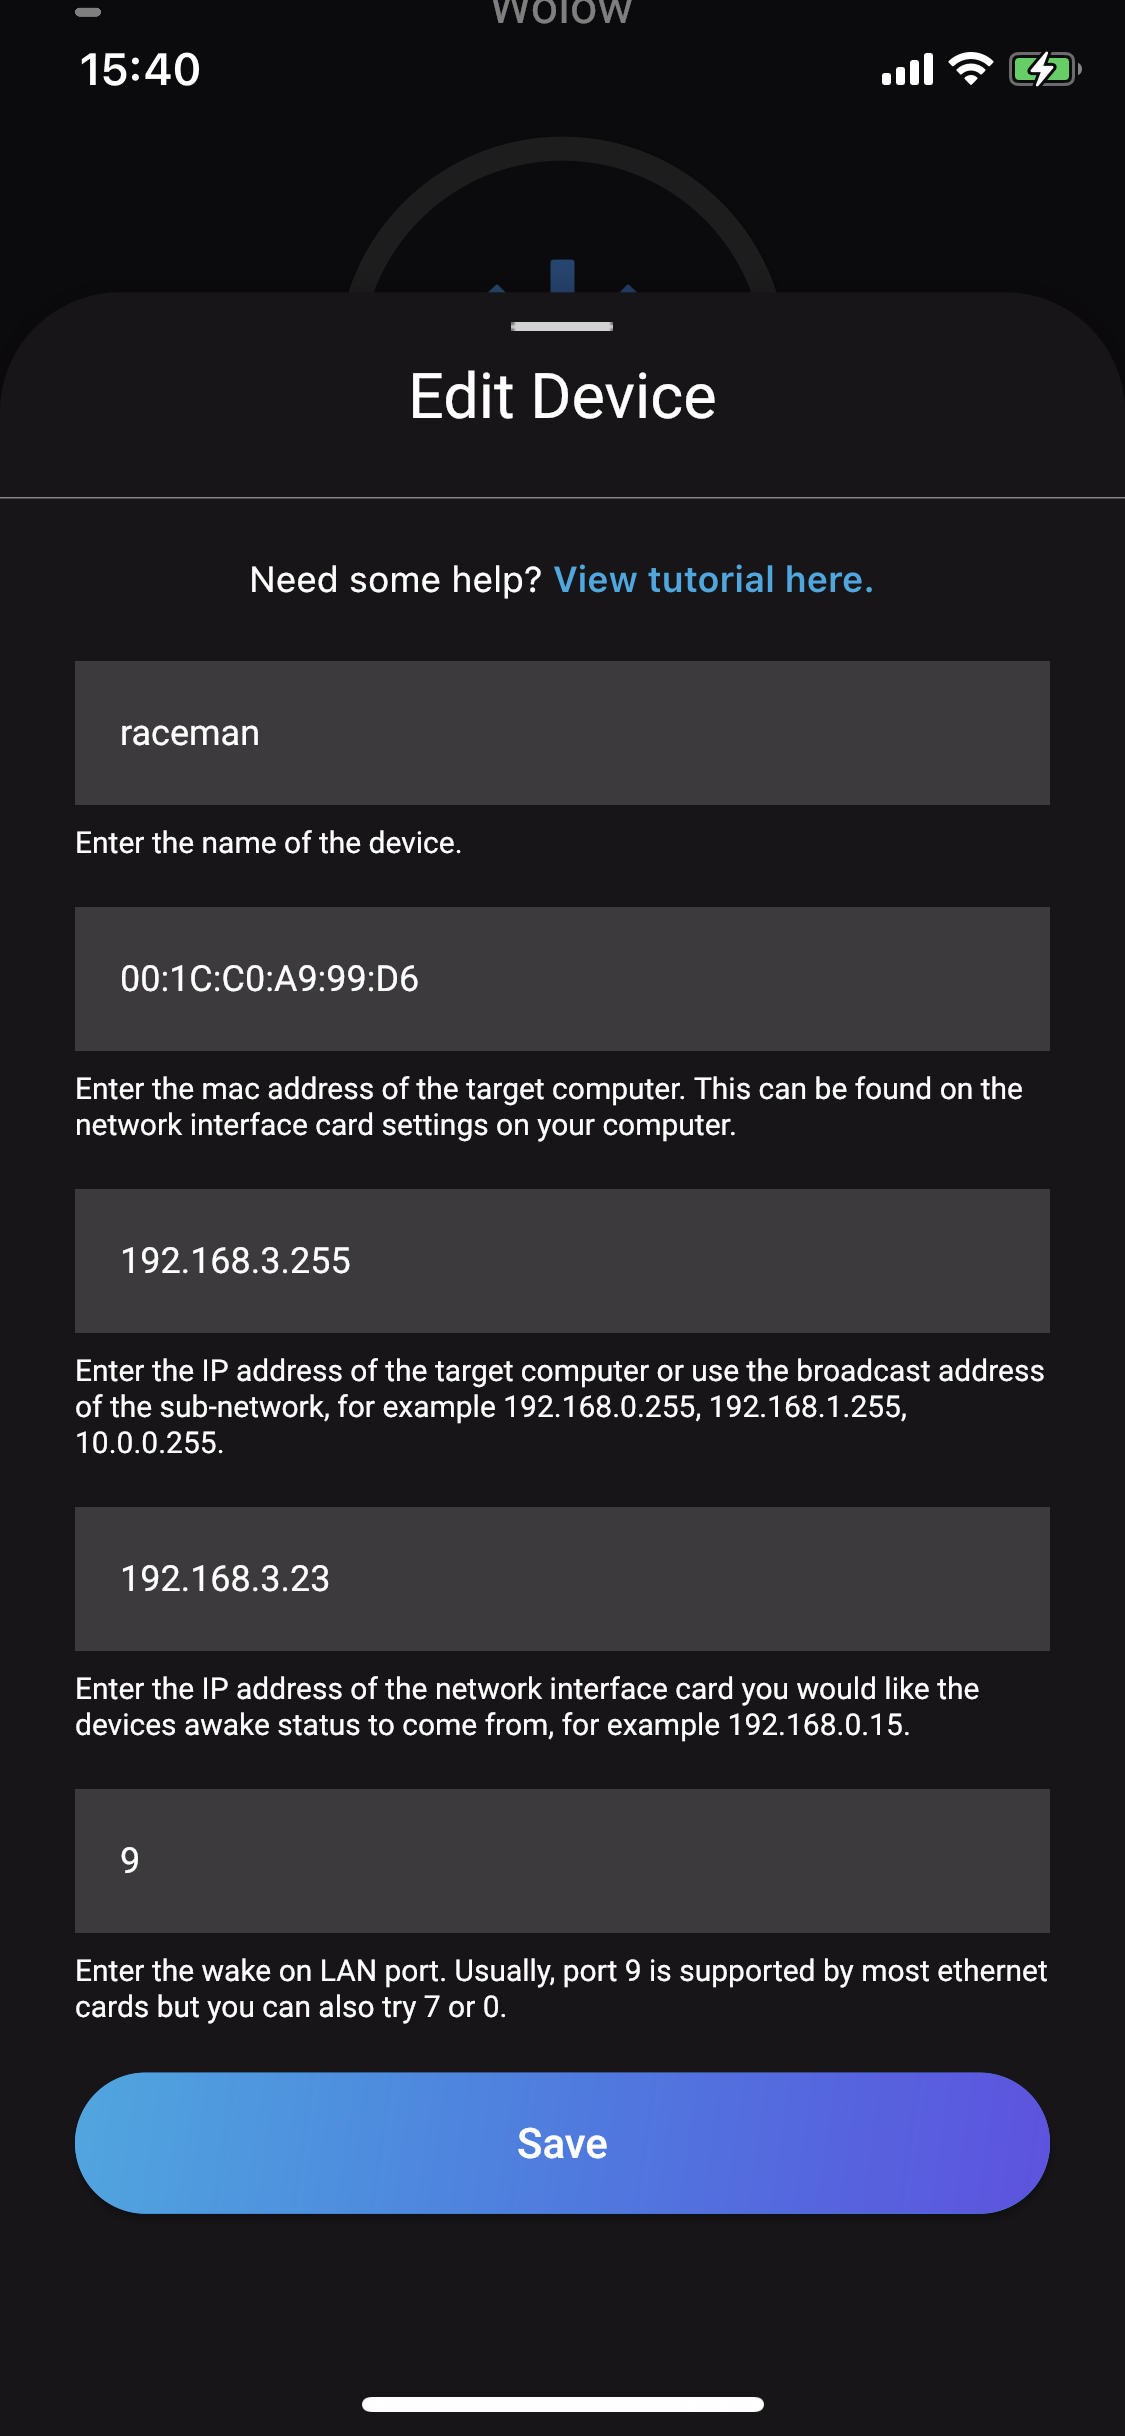 Wolow
15:40
Edit Device
Need some help? View tutorial here.
raceman
Enter the name of the device.
00:1C:C0:A9:99:D6
Enter the mac address of the target computer. This can be found on the
network interface card settings on your computer.
192.168.3.255
Enter the IP address of the target computer or use the broadcast address
of the sub-network, for example 192.168.0.255, 192.168.1.255,
10.0.0.255.
192.168.3.23
Enter the IP address of the network interface card you would like the
devices awake status to come from, for example 192.168.0.15.
9
Enter the wake on LAN port. Usually, port 9 is supported by most ethernet
cards but you can also try 7 or 0.
Save